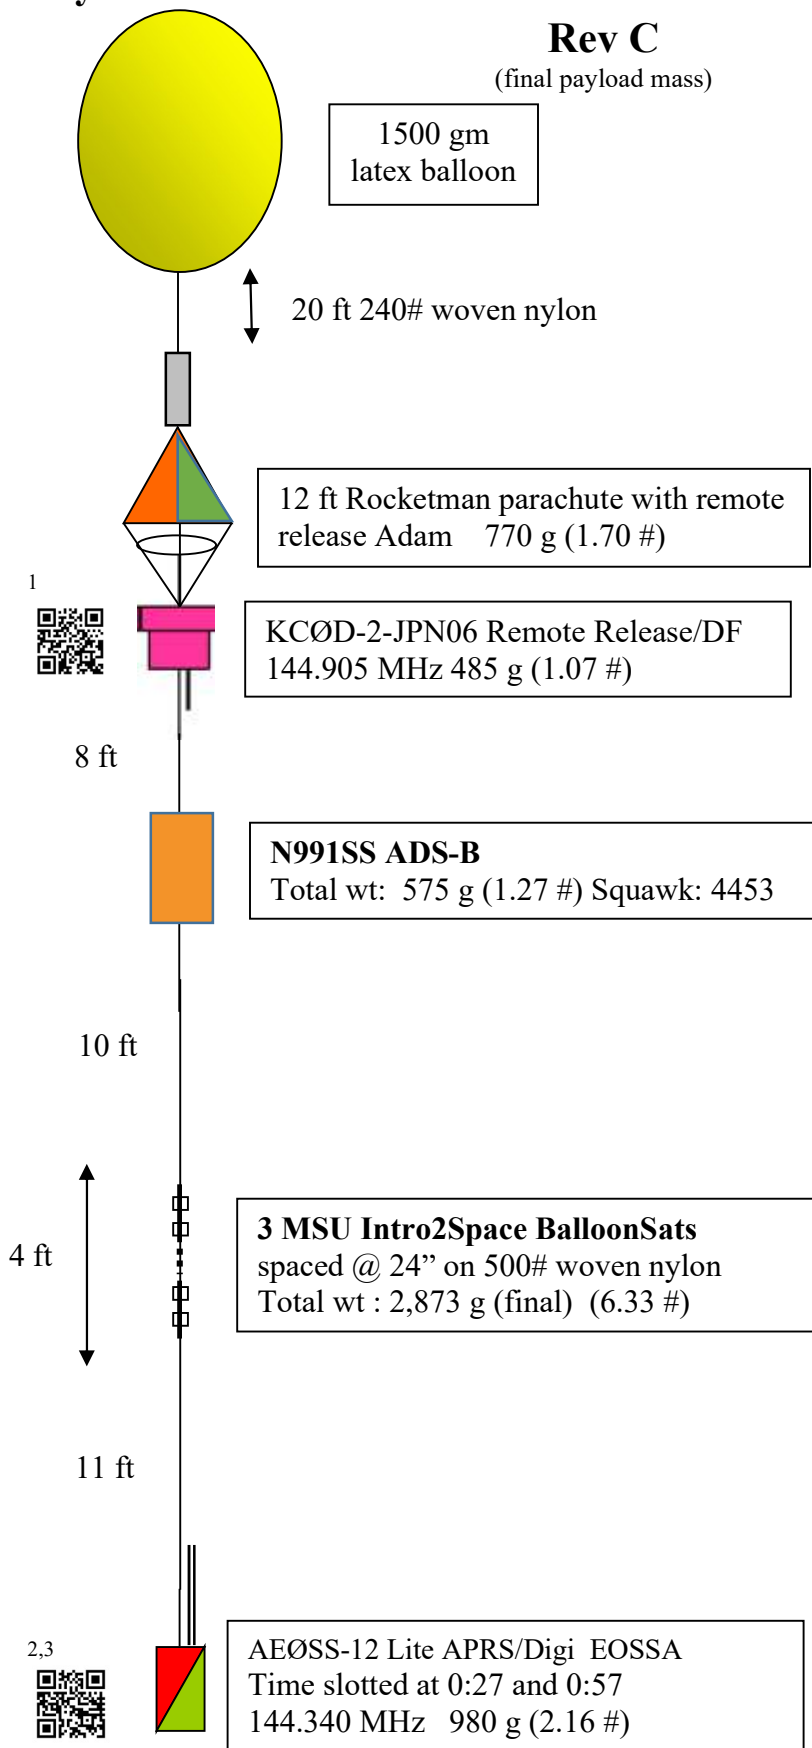 Rev C
(final payload mass)
1500 gm
latex balloon
20 ft 240# woven nylon
12 ft Rocketman parachute with remote
release Adam    770 g (1.70 #)
1
KCØD-2-JPN06 Remote Release/DF
144.905 MHz 485 g (1.07 #)
8 ft
N991SS ADS-B
Total wt:  575 g (1.27 #) Squawk: 4453
10 ft
3 MSU Intro2Space BalloonSats
spaced @ 24” on 500# woven nylon
Total wt : 2,873 g (final)  (6.33 #)
4 ft
11 ft
2,3
AEØSS-12 Lite APRS/Digi  EOSSA
Time slotted at 0:27 and 0:57
144.340 MHz   980 g (2.16 #)